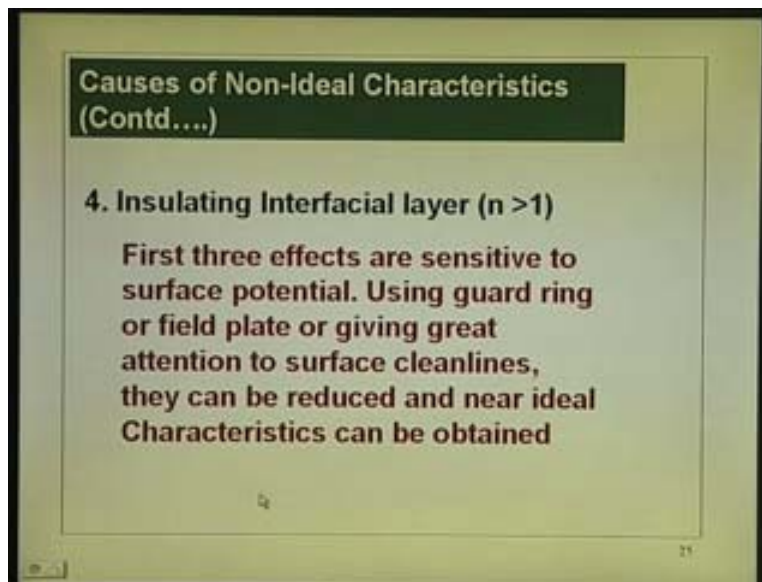 Causes of Non-Ideal Characteristics
(Contd....)
4. Insulating Interfacial layer (n >1)
First three effects are sensitive to
surface potential. Using guard ring
or field plate or giving great
attention to surface cleanlines,
they can be reduced and near ideal
Characteristics can be obtained